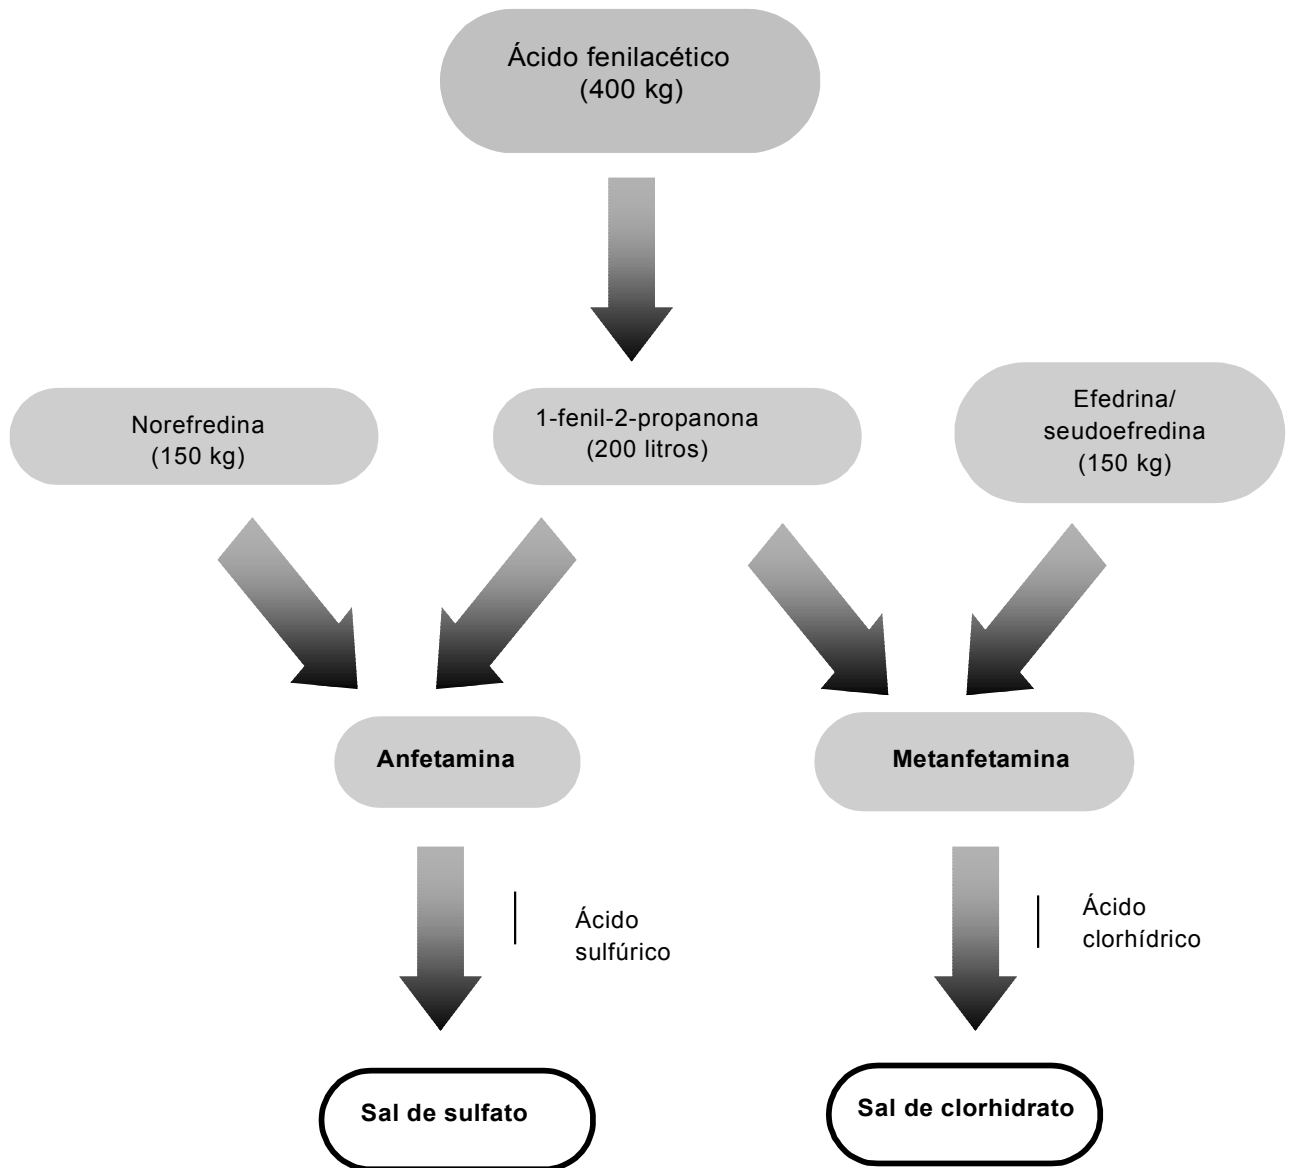 Ácido fenilacético
(400 kg)
Norefredina
(150 kg)
1-fenil-2-propanona
(200 litros)
Efedrina/
seudoefredina
(150 kg)
Anfetamina
Metanfetamina
Ácido
sulfúrico
Ácido
clorhídrico
Sal de sulfato
Sal de clorhidrato